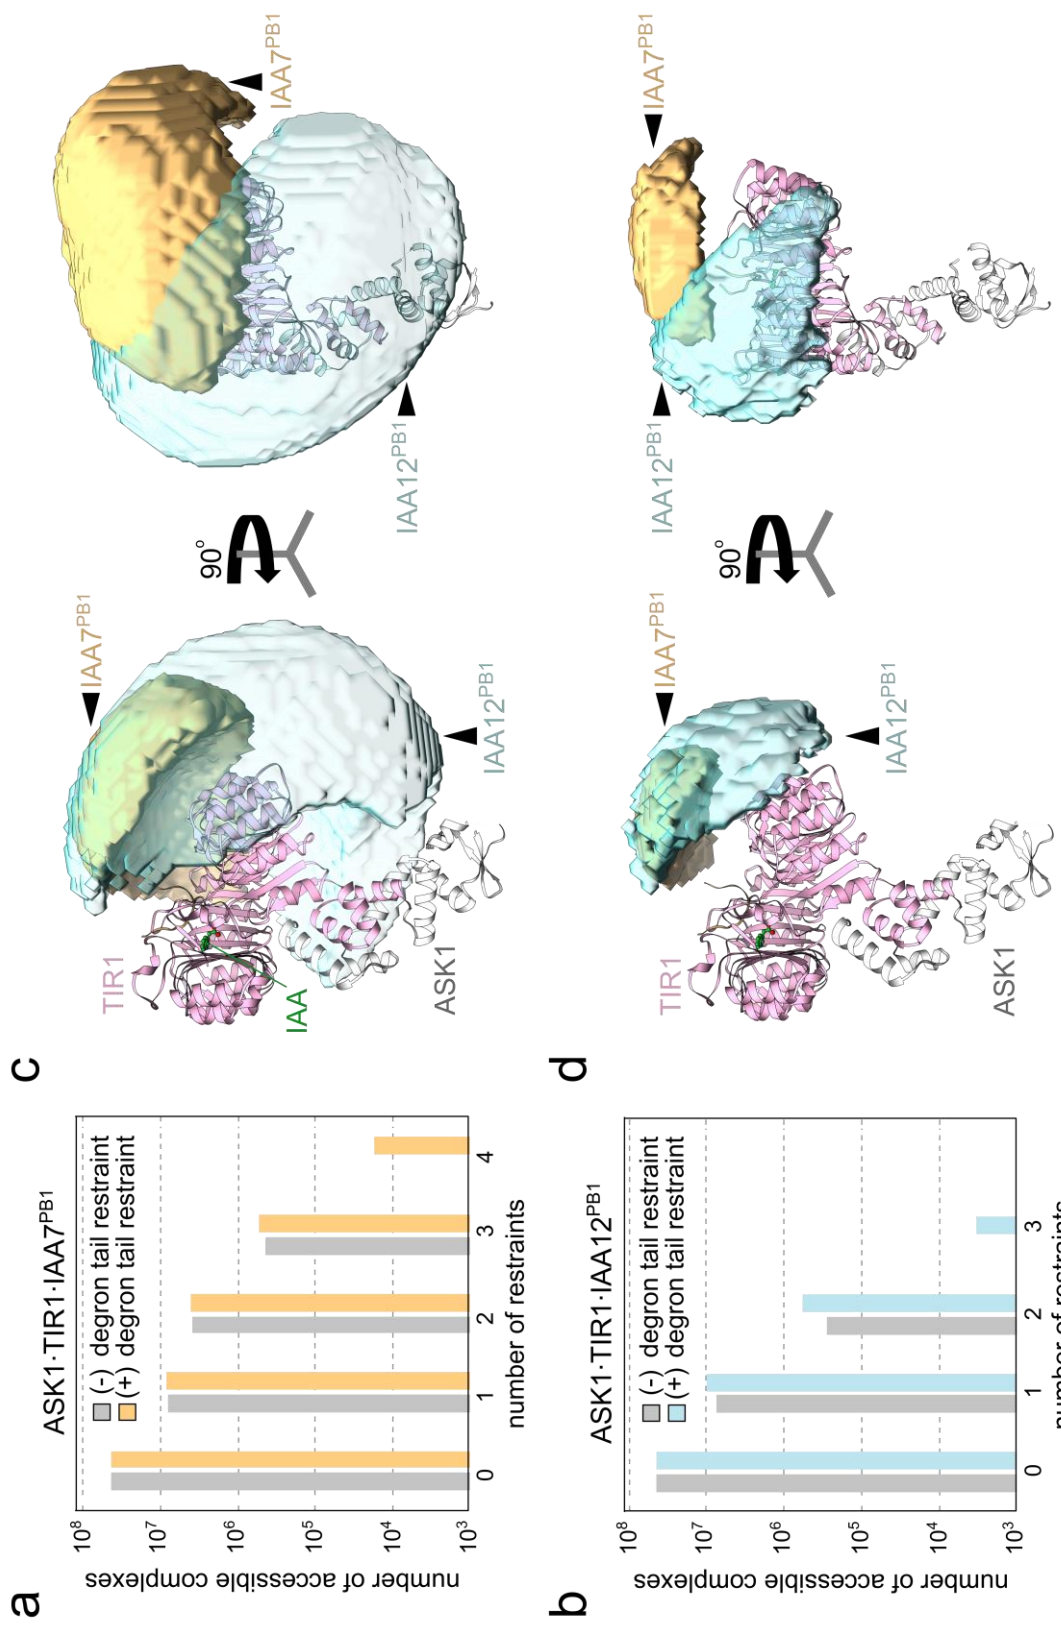 a
ASK1·TIR1·IAA7PB1
(-) degron tail restraint
(+) degron tail restraint
number of accessible complexes
10⁸
10⁷
10⁶
10⁵
10⁴
10³
0 1 2 3 4
number of restraints
b
ASK1·TIR1·IAA12PB1
(-) degron tail restraint
(+) degron tail restraint
number of accessible complexes
10⁸
10⁷
10⁶
10⁵
10⁴
10³
0 1 2 3
number of restraints
c
TIR1
IAA
ASK1
IAA7PB1
IAA12PB1
90°
IAA12PB1
IAA7PB1
d
TIR1
ASK1
IAA7PB1
IAA12PB1
90°
IAA12PB1
IAA7PB1